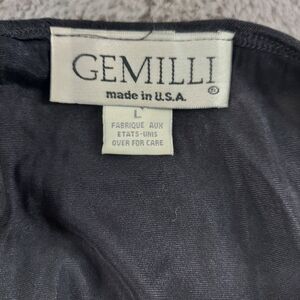 GEMILLI
made in U.S.A. ®
L
FABRIQUE AUX
ETATS-UNIS
OVER FOR CARE